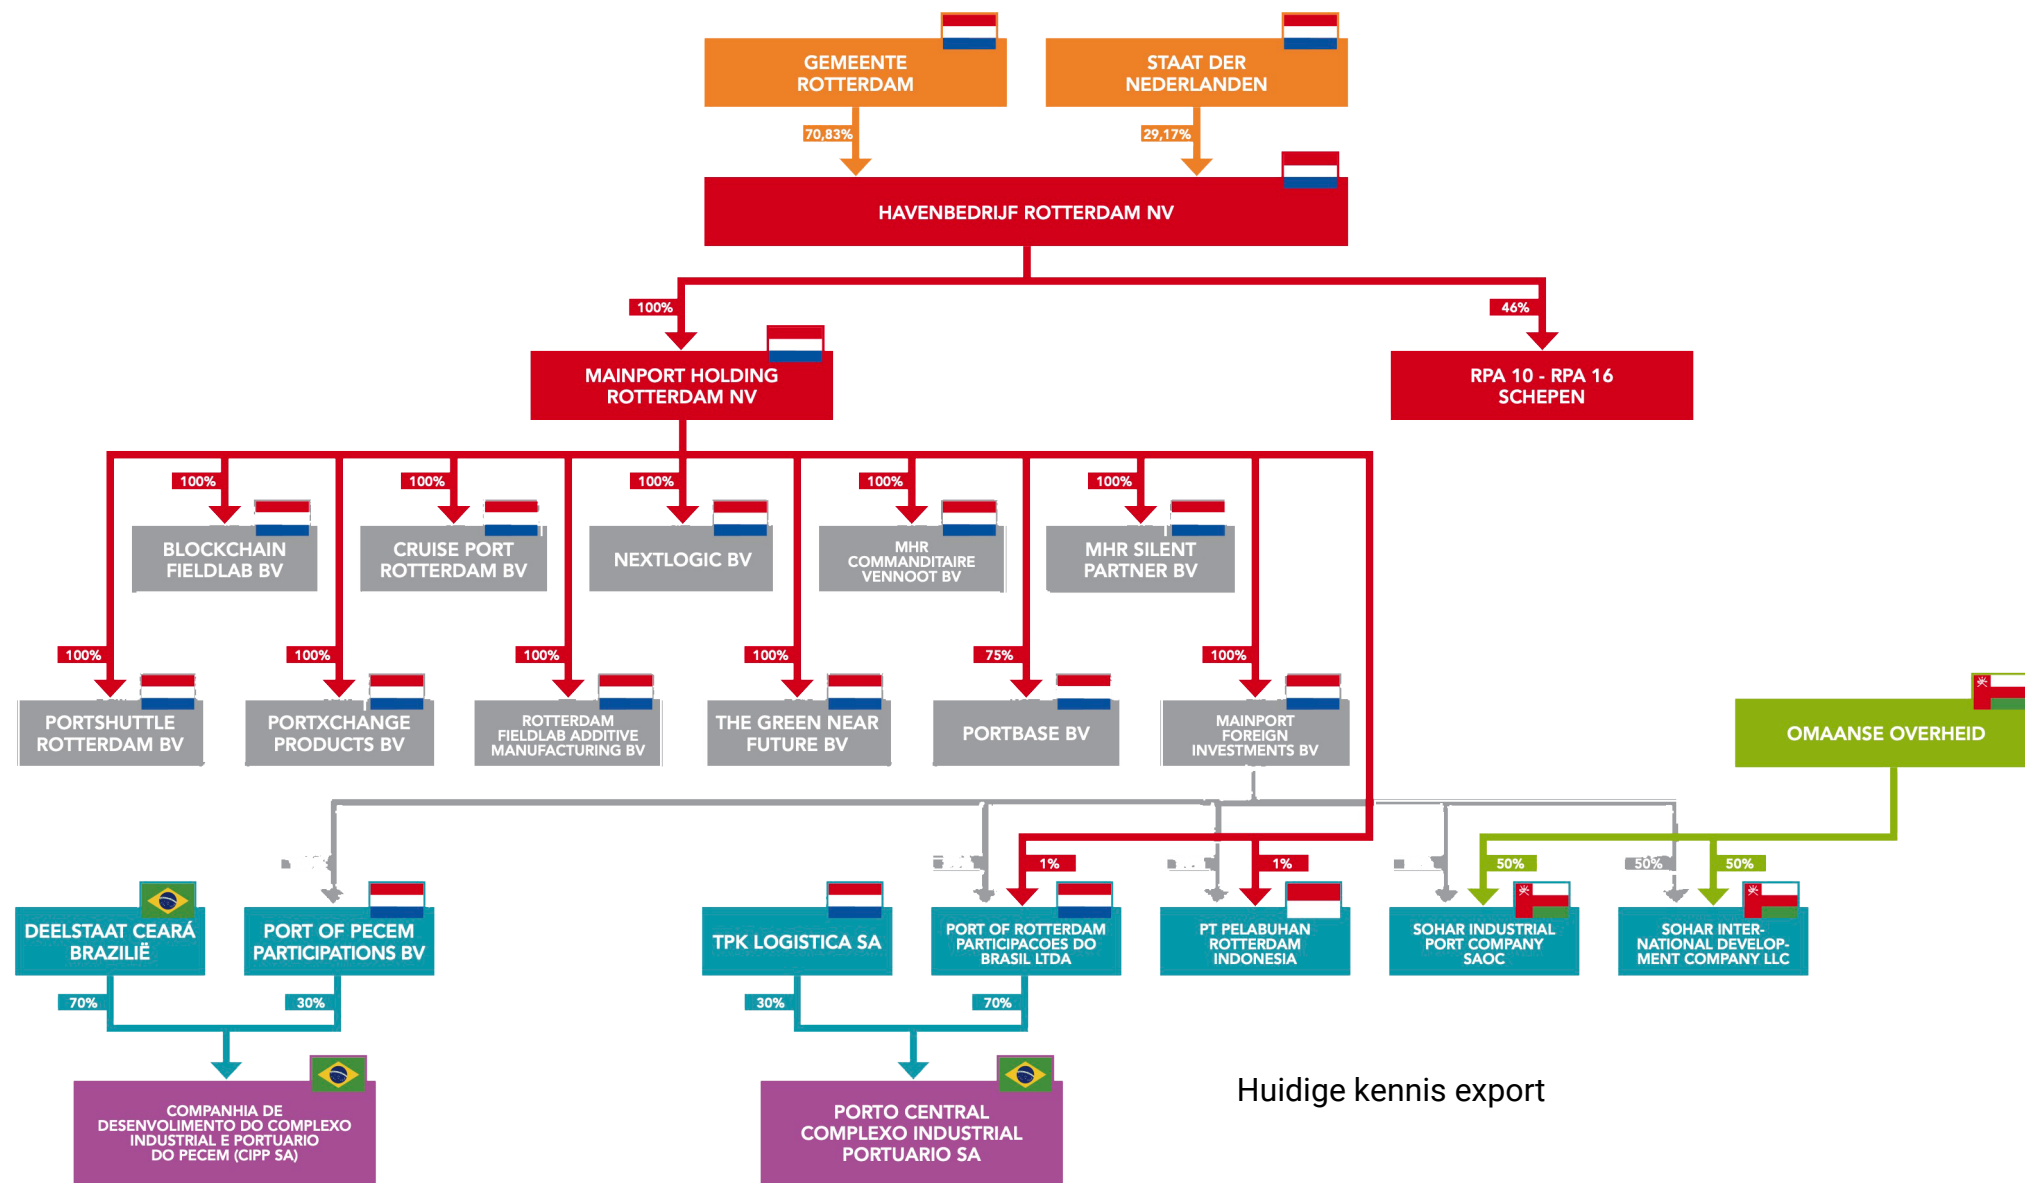 GEMEENTE
ROTTERDAM
STAAT DER
NEDERLANDEN
70,83%
29,17%
HAVENBEDRIJF ROTTERDAM NV
100%
46%
MAINPORT HOLDING
ROTTERDAM NV
RPA 10 - RPA 16
SCHEPEN
100%
100%
100%
100%
100%
BLOCKCHAIN
FIELDLAB BV
CRUISE PORT
ROTTERDAM BV
NEXTLOGIC BV
MHR
COMMANDITAIRE
VENNOOT BV
MHR SILENT
PARTNER BV
100%
100%
100%
100%
75%
100%
PORTSHUTTLE
ROTTERDAM BV
PORTXCHANGE
PRODUCTS BV
ROTTERDAM
FIELDLAB ADDITIVE
MANUFACTURING BV
THE GREEN NEAR
FUTURE BV
PORTBASE BV
MAINPORT
FOREIGN
INVESTMENTS BV
OMAANSE OVERHEID
1%
1%
50%
50%
50%
DEELSTAAT CEARÁ
BRAZILIË
PORT OF PECEM
PARTICIPATIONS BV
TPK LOGISTICA SA
PORT OF ROTTERDAM
PARTICIPACOES DO
BRASIL LTDA
PT PELABUHAN
ROTTERDAM
INDONESIA
SOHAR INDUSTRIAL
PORT COMPANY
SAOC
SOHAR INTER-
NATIONAL DEVELOP-
MENT COMPANY LLC
70%
30%
30%
70%
COMPANHIA DE
DESENVOLIMENTO DO COMPLEXO
INDUSTRIAL E PORTUARIO
DO PECEM (CIPP SA)
PORTO CENTRAL
COMPLEXO INDUSTRIAL
PORTUARIO SA
Huidige kennis export